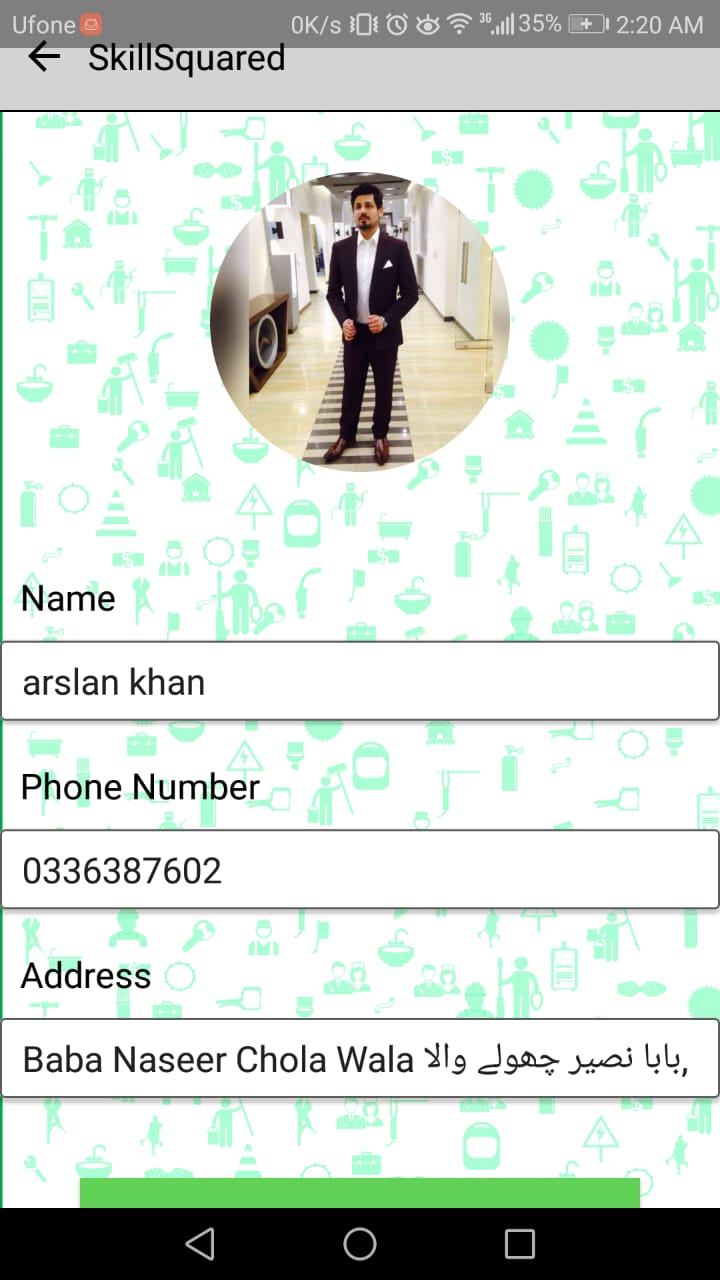 Ufone 0K/s 3G 35% 2:20 AM
SkillSquared
Name
arslan khan
Phone Number
0336387602
Address
Baba Naseer Chola Wala بابا نصیر چھولے والا,